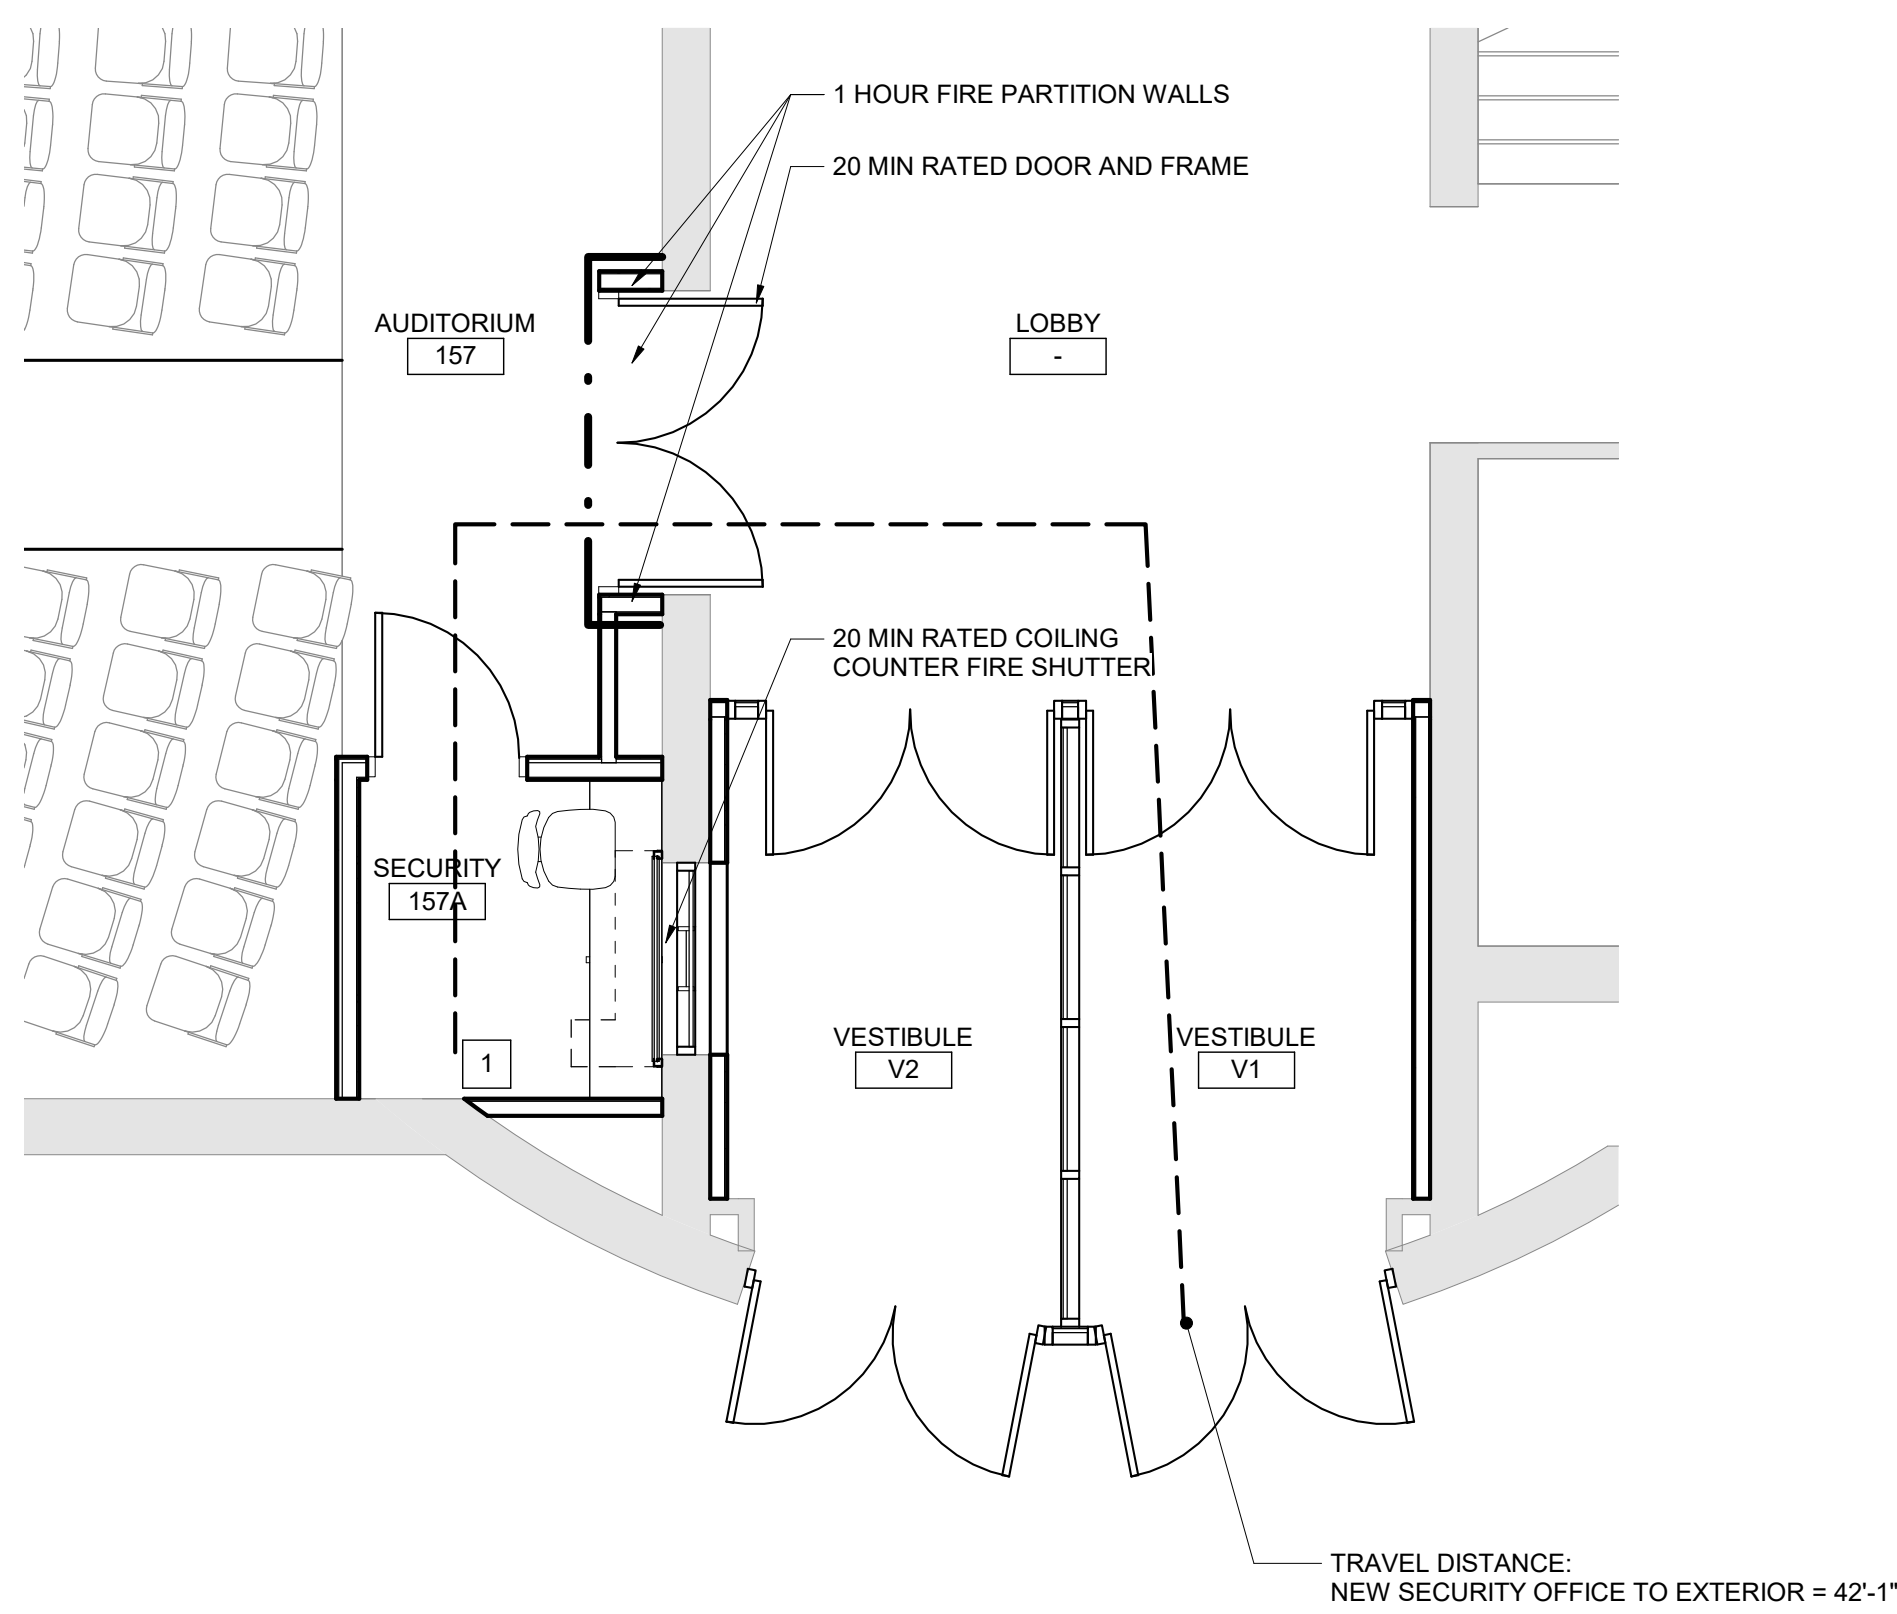 1 HOUR FIRE PARTITION WALLS
20 MIN RATED DOOR AND FRAME
AUDITORIUM
157
LOBBY
-
20 MIN RATED COILING
COUNTER FIRE SHUTTER
SECURITY
157A
1
VESTIBULE
V2
VESTIBULE
V1
TRAVEL DISTANCE:
NEW SECURITY OFFICE TO EXTERIOR = 42'-1"